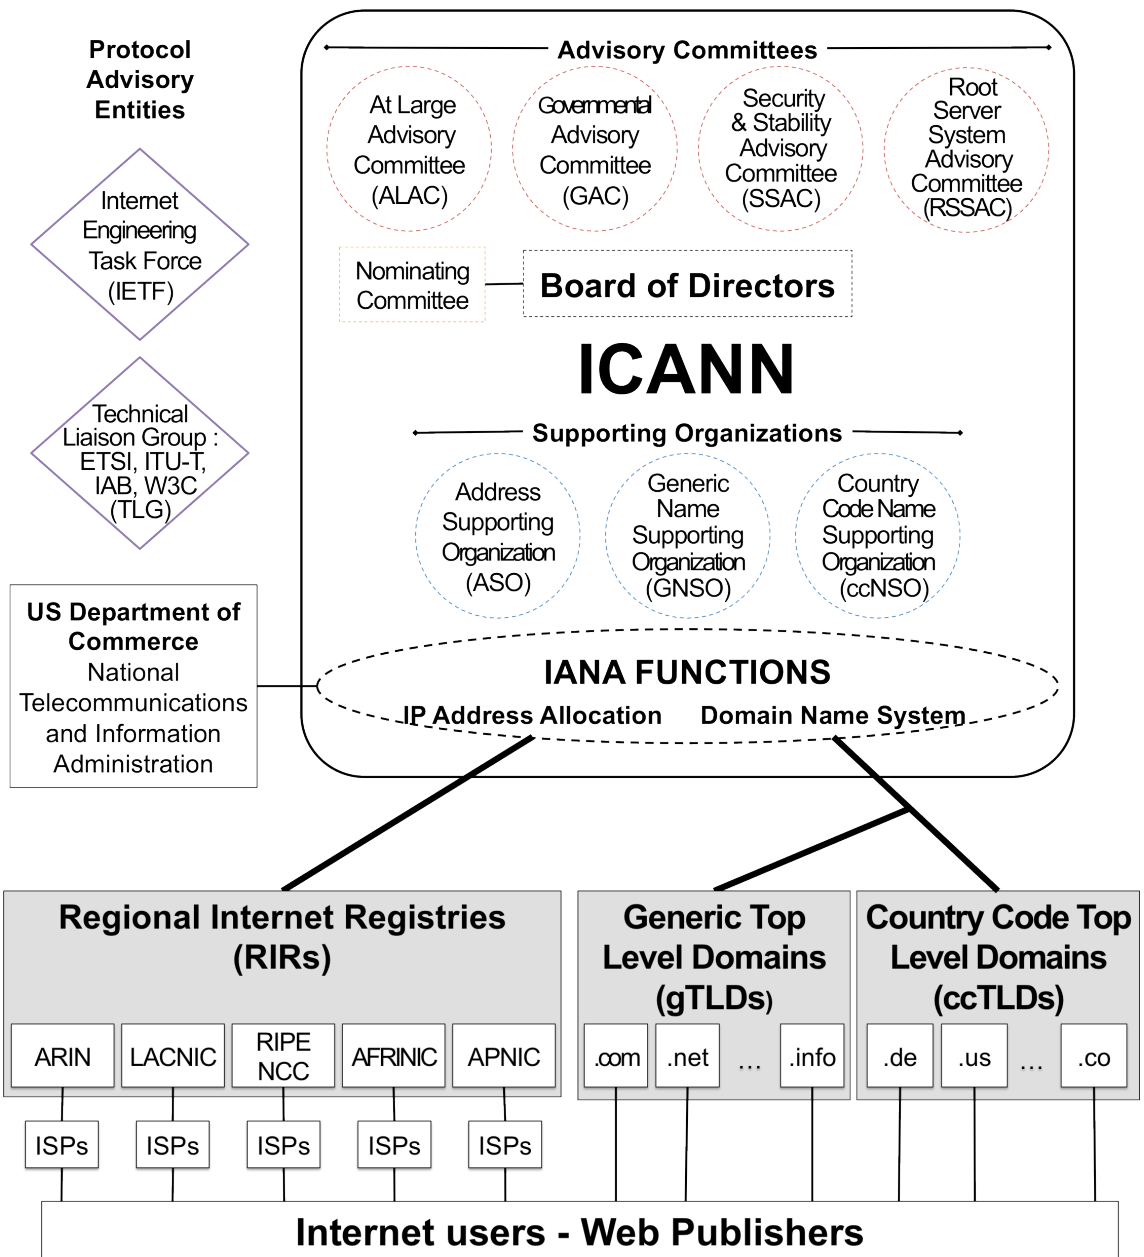 Protocol
Advisory
Entities
Internet
Engineering
Task Force
(IETF)
Technical
Liaison Group :
ETSI, ITU-T,
IAB, W3C
(TLG)
US Department of
Commerce
National
Telecommunications
and Information
Administration
Advisory Committees
At Large
Advisory
Committee
(ALAC)
Governmental
Advisory
Committee
(GAC)
Security
& Stability
Advisory
Committee
(SSAC)
Root
Server
System
Advisory
Committee
(RSSAC)
Nominating
Committee
Board of Directors
ICANN
Supporting Organizations
Address
Supporting
Organization
(ASO)
Generic
Name
Supporting
Organization
(GNSO)
Country
Code Name
Supporting
Organization
(ccNSO)
IANA FUNCTIONS
IP Address Allocation
Domain Name System
Regional Internet Registries
(RIRs)
ARIN
LACNIC
RIPE
NCC
AFRINIC
APNIC
ISPs
ISPs
ISPs
ISPs
ISPs
Generic Top
Level Domains
(gTLDs)
.com
.net
...
.info
Country Code Top
Level Domains
(ccTLDs)
.de
.us
...
.co
Internet users - Web Publishers